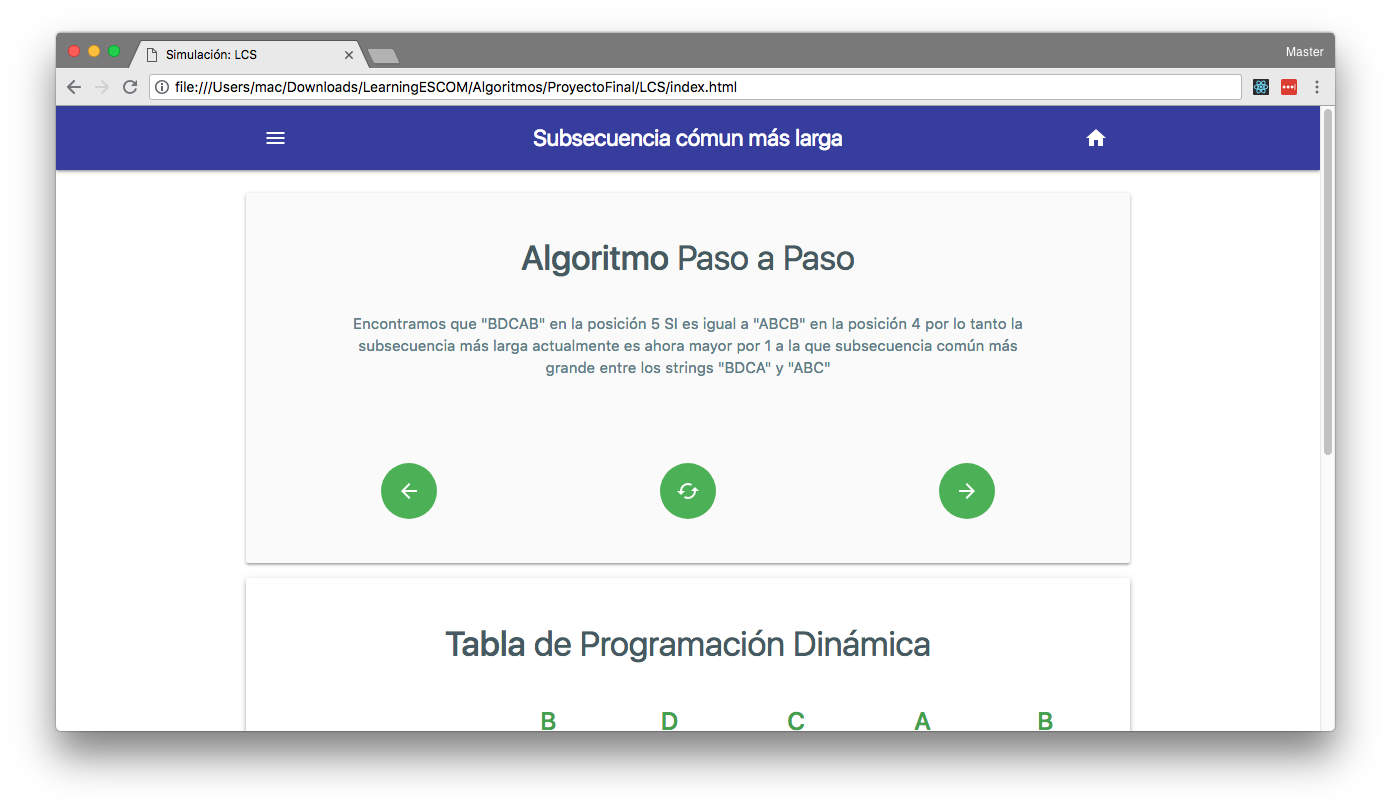 Simulación: LCS
Master
file:///Users/mac/Downloads/LearningESCOM/Algoritmos/ProyectoFinal/LCS/index.html
Subsecuencia cómun más larga
Algoritmo Paso a Paso
Encontramos que "BDCAB" en la posición 5 SI es igual a "ABCB" en la posición 4 por lo tanto la
subsecuencia más larga actualmente es ahora mayor por 1 a la que subsecuencia común más
grande entre los strings "BDCA" y "ABC"
Tabla de Programación Dinámica
B D C A B